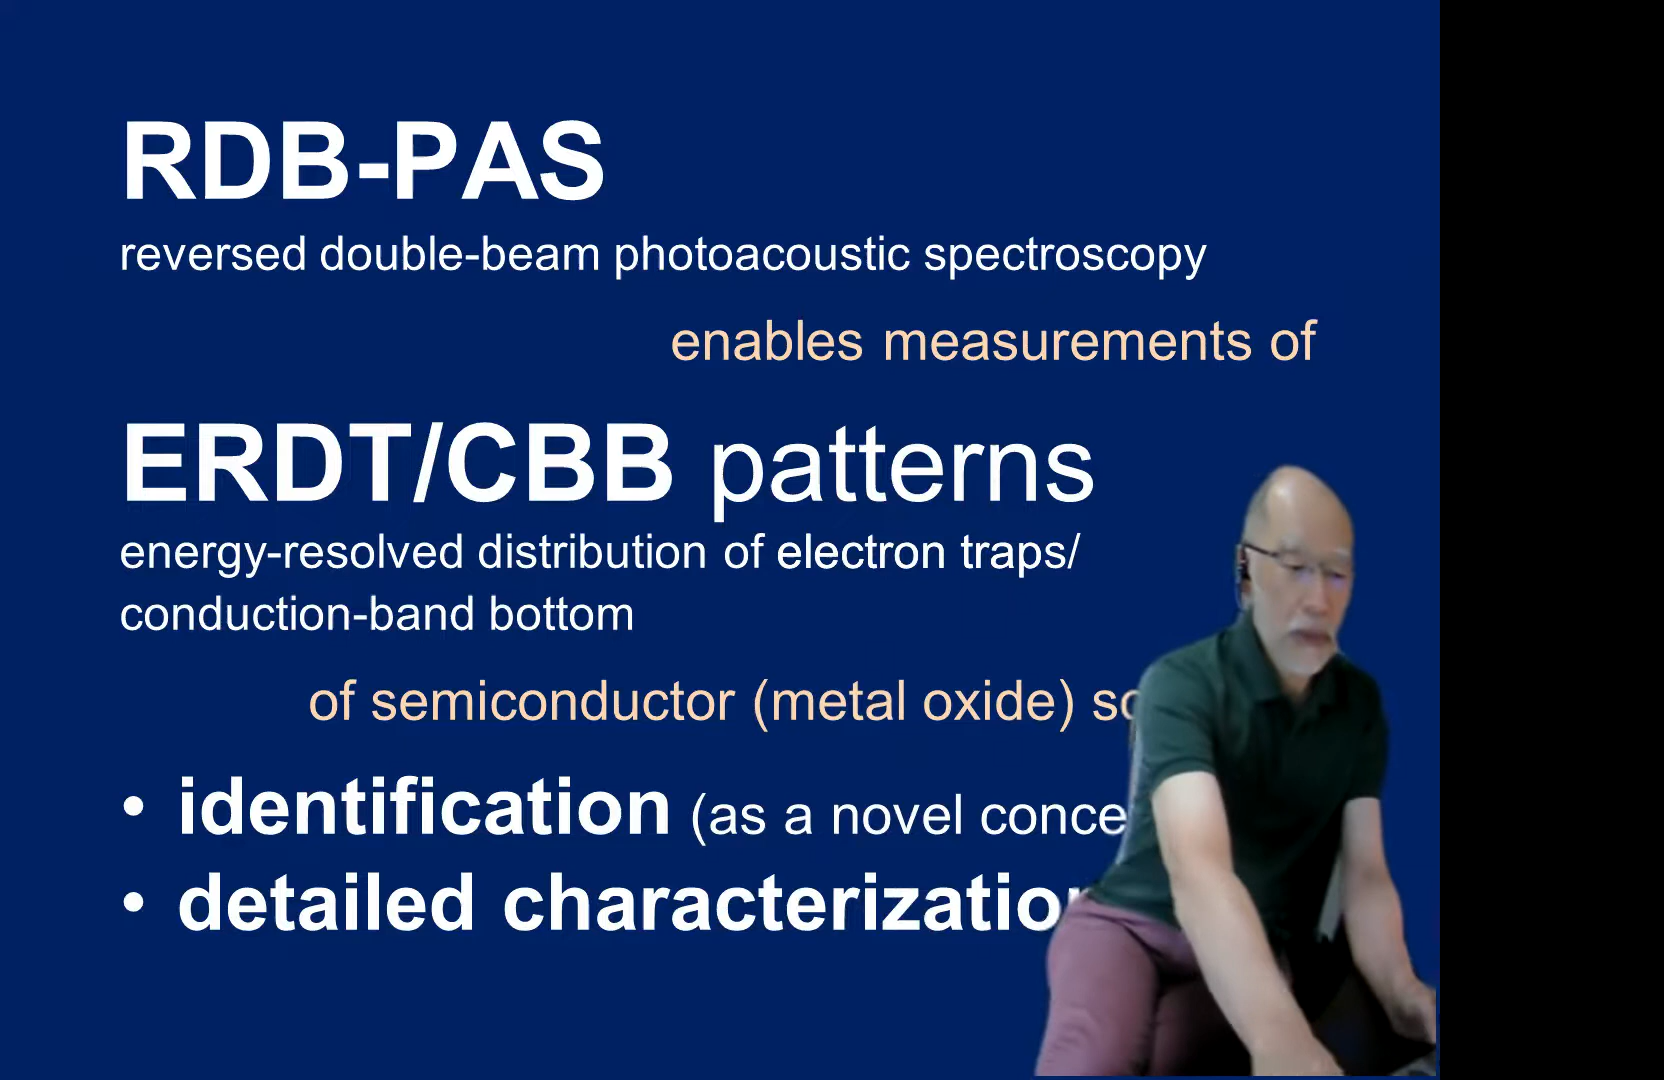 RDB-PAS
reversed double-beam photoacoustic spectroscopy
enables measurements of
ERDT/CBB patterns
energy-resolved distribution of electron traps/
conduction-band bottom
of semiconductor (metal oxide)
• identification (as a novel
• detailed